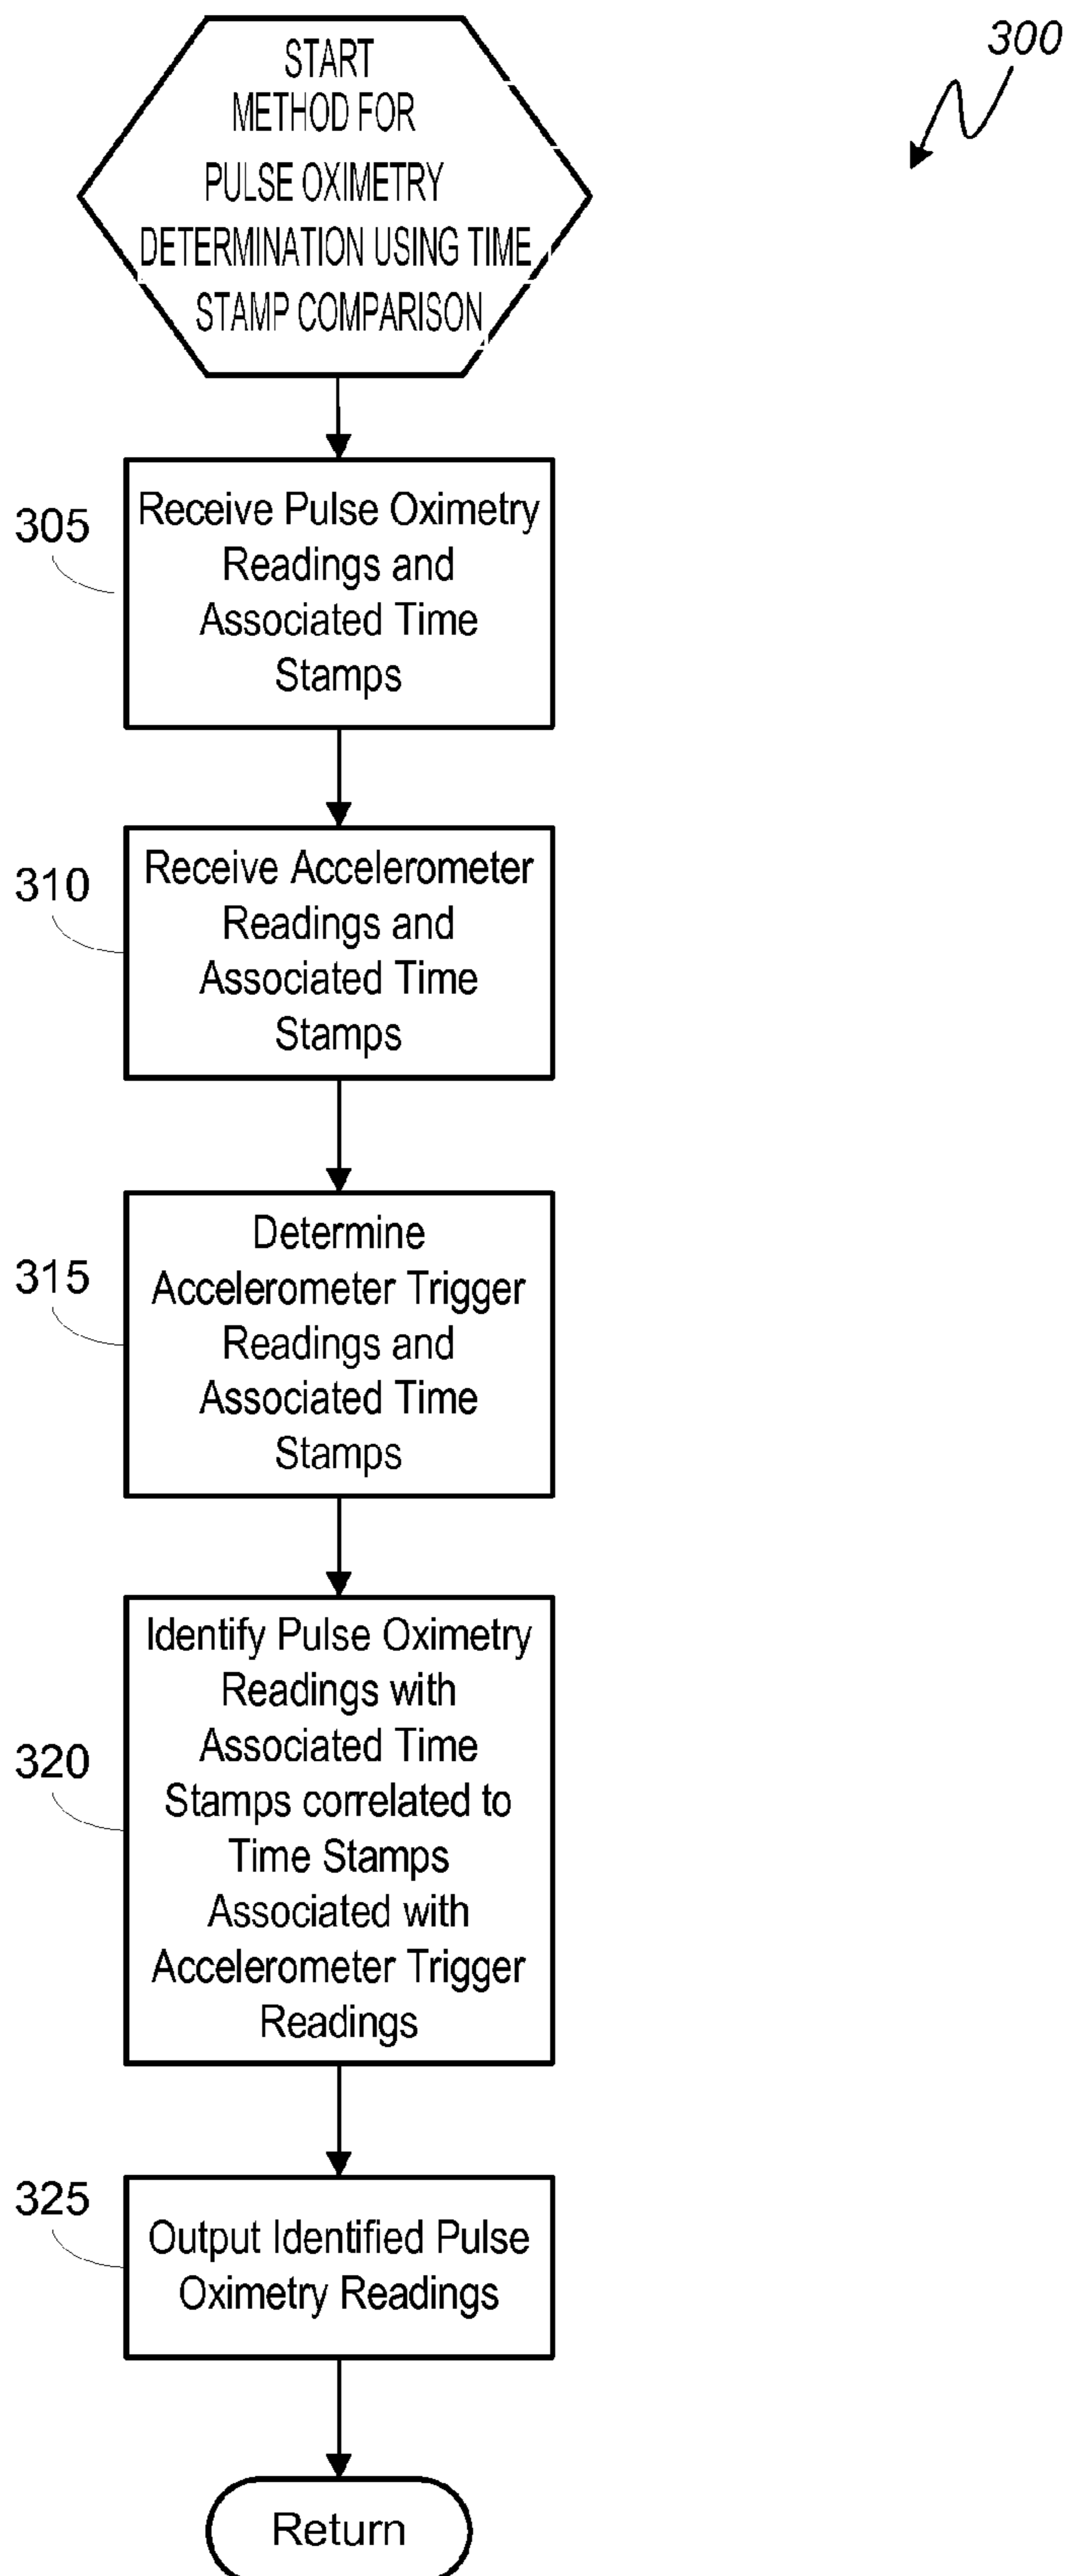 300
START
METHOD FOR
PULSE OXIMETRY
DETERMINATION USING TIME
STAMP COMPARISON
305
Receive Pulse Oximetry
Readings and
Associated Time
Stamps
310
Receive Accelerometer
Readings and
Associated Time
Stamps
315
Determine
Accelerometer Trigger
Readings and
Associated Time
Stamps
320
Identify Pulse Oximetry
Readings with
Associated Time
Stamps correlated to
Time Stamps
Associated with
Accelerometer Trigger
Readings
325
Output Identified Pulse
Oximetry Readings
Return